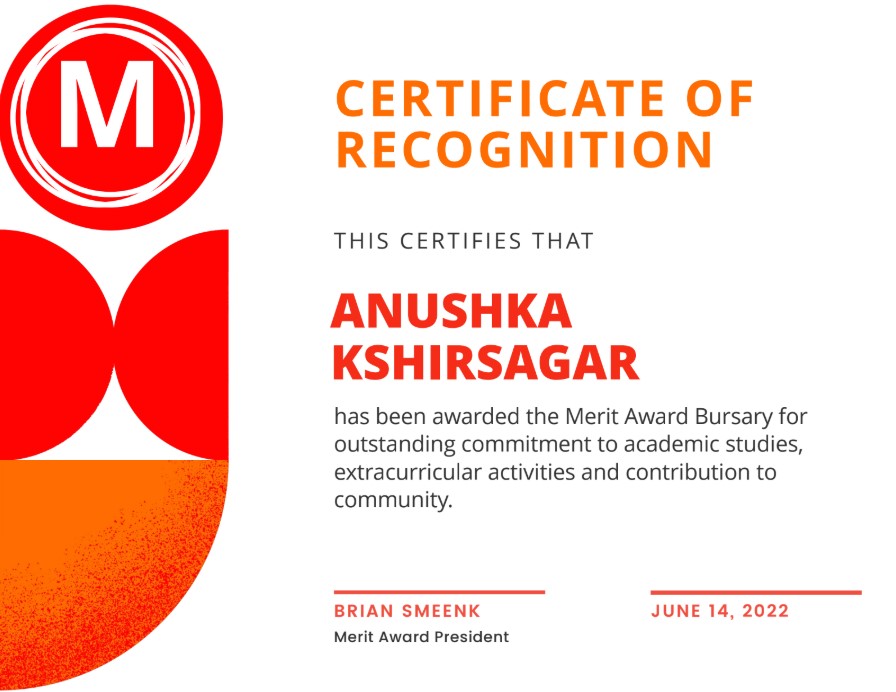 M
CERTIFICATE OF
RECOGNITION
THIS CERTIFIES THAT
ANUSHKA
KSHIRSAGAR
has been awarded the Merit Award Bursary for
outstanding commitment to academic studies,
extracurricular activities and contribution to
community.
BRIAN SMEENK
Merit Award President
JUNE 14, 2022